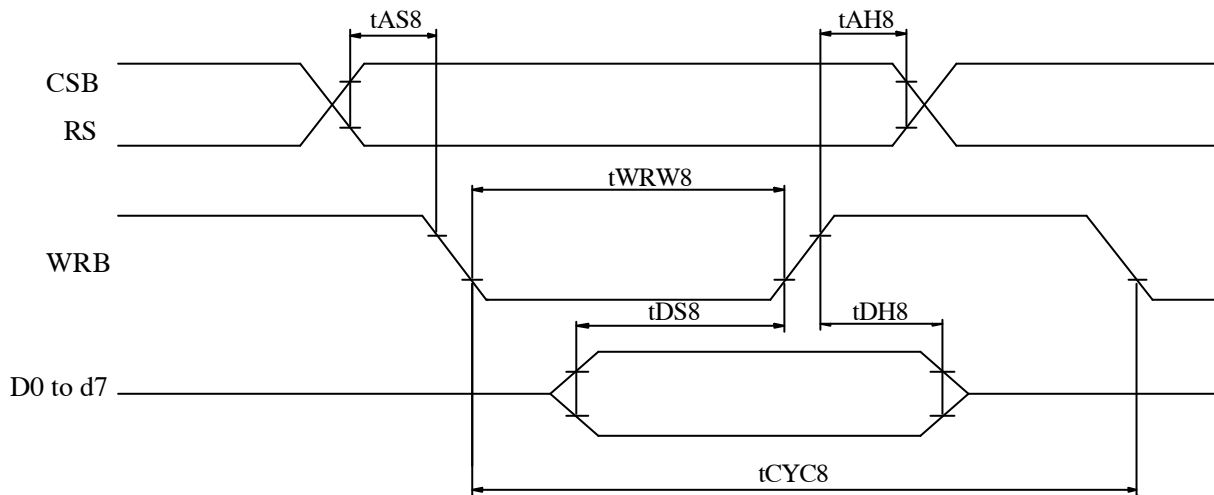 tAS8
tAH8
CSB
RS
tWRW8
WRB
tDS8
tDH8
D0 to d7
tCYC8